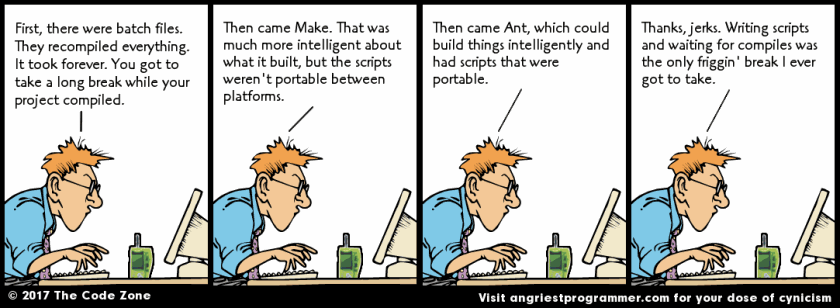 First, there were batch files.
They recompiled everything.
It took forever. You got to
take a long break while your
project compiled.
Then came Make. That was
much more intelligent about
what it built, but the scripts
weren't portable between
platforms.
Then came Ant, which could
build things intelligently and
had scripts that were
portable.
Thanks, jerks. Writing scripts
and waiting for compiles was
the only friggin' break I ever
got to take.
© 2017 The Code Zone
Visit angriestprogrammer.com for your dose of cynicism